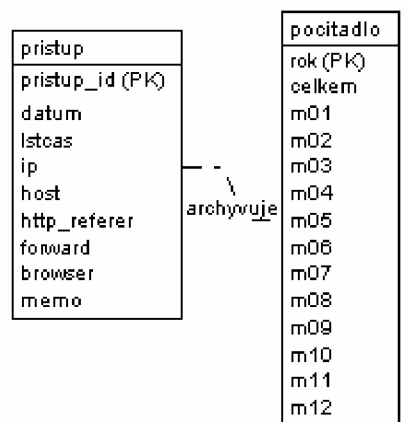 pristup
pristup_id (PK)
datum
lstcas
ip
host
http_referer
forward
browser
memo
archyvuje
pocitadlo
rok (PK)
celkem
m01
m02
m03
m04
m05
m06
m07
m08
m09
m10
m11
m12